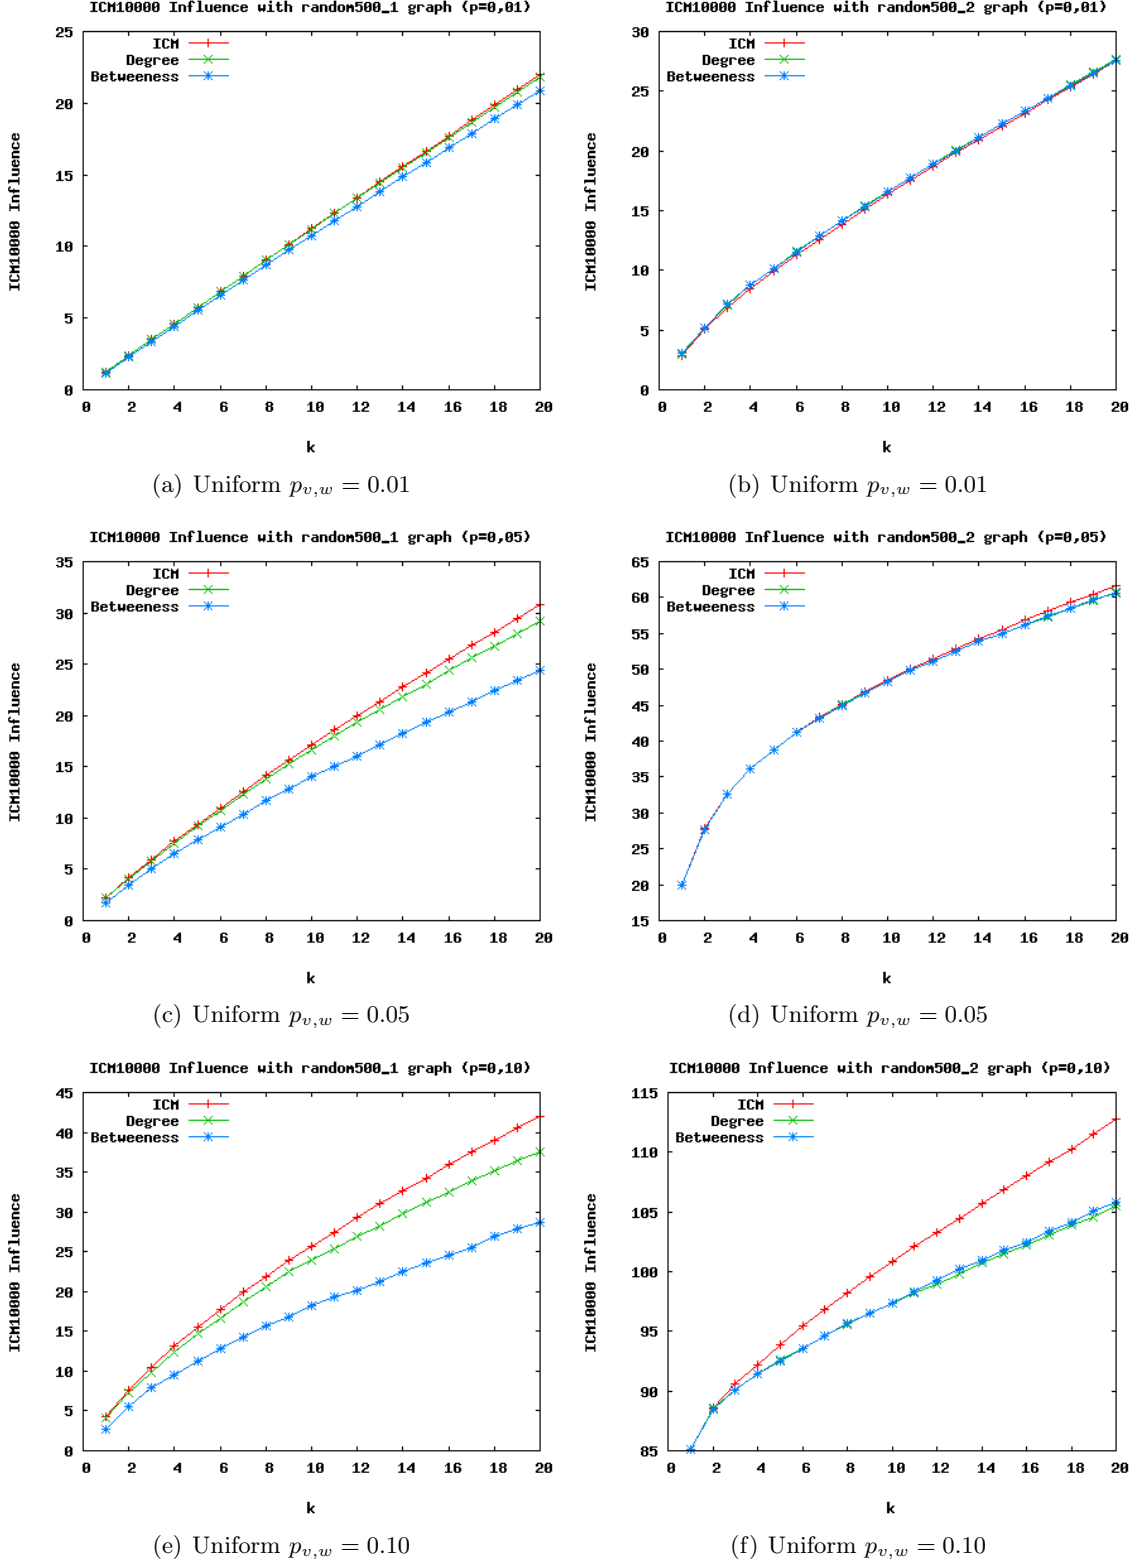 ICM10000 Influence with random500_1 graph (p=0,01)
ICM
Degree
Betweeness
25
20
15
10
5
0
0 2 4 6 8 10 12 14 16 18 20
ICM10000 Influence
k
(a) Uniform p_{v,w} = 0.01
ICM10000 Influence with random500_2 graph (p=0,01)
ICM
Degree
Betweeness
30
25
20
15
10
5
0
0 2 4 6 8 10 12 14 16 18 20
ICM10000 Influence
k
(b) Uniform p_{v,w} = 0.01
ICM10000 Influence with random500_1 graph (p=0,05)
ICM
Degree
Betweeness
35
30
25
20
15
10
5
0
0 2 4 6 8 10 12 14 16 18 20
ICM10000 Influence
k
(c) Uniform p_{v,w} = 0.05
ICM10000 Influence with random500_2 graph (p=0,05)
ICM
Degree
Betweeness
65
60
55
50
45
40
35
30
25
20
15
0 2 4 6 8 10 12 14 16 18 20
ICM10000 Influence
k
(d) Uniform p_{v,w} = 0.05
ICM10000 Influence with random500_1 graph (p=0,10)
ICM
Degree
Betweeness
45
40
35
30
25
20
15
10
5
0
0 2 4 6 8 10 12 14 16 18 20
ICM10000 Influence
k
(e) Uniform p_{v,w} = 0.10
ICM10000 Influence with random500_2 graph (p=0,10)
ICM
Degree
Betweeness
115
110
105
100
95
90
85
0 2 4 6 8 10 12 14 16 18 20
ICM10000 Influence
k
(f) Uniform p_{v,w} = 0.10